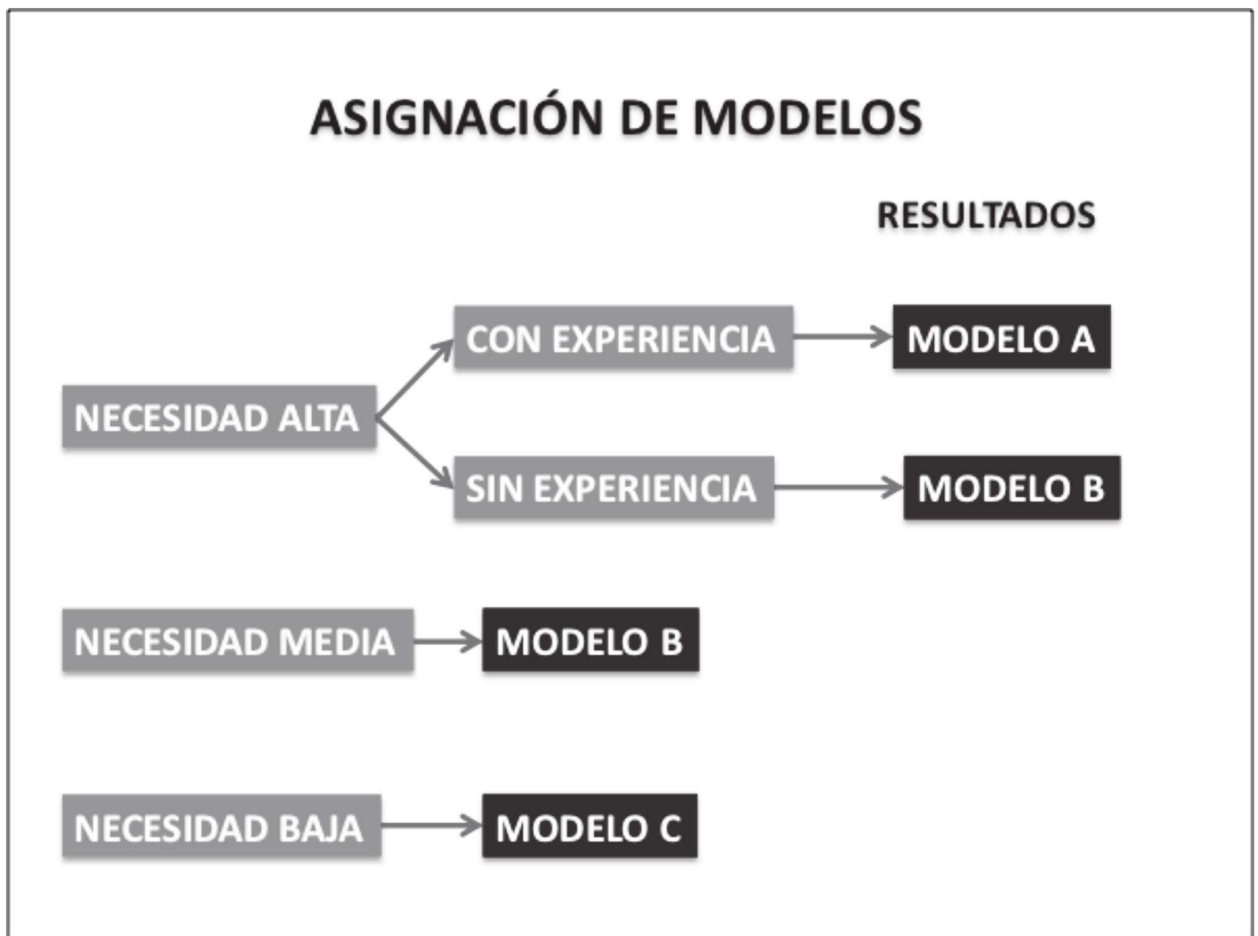 ASIGNACIÓN DE MODELOS
RESULTADOS
CON EXPERIENCIA
MODELO A
NECESIDAD ALTA
SIN EXPERIENCIA
MODELO B
NECESIDAD MEDIA
MODELO B
NECESIDAD BAJA
MODELO C